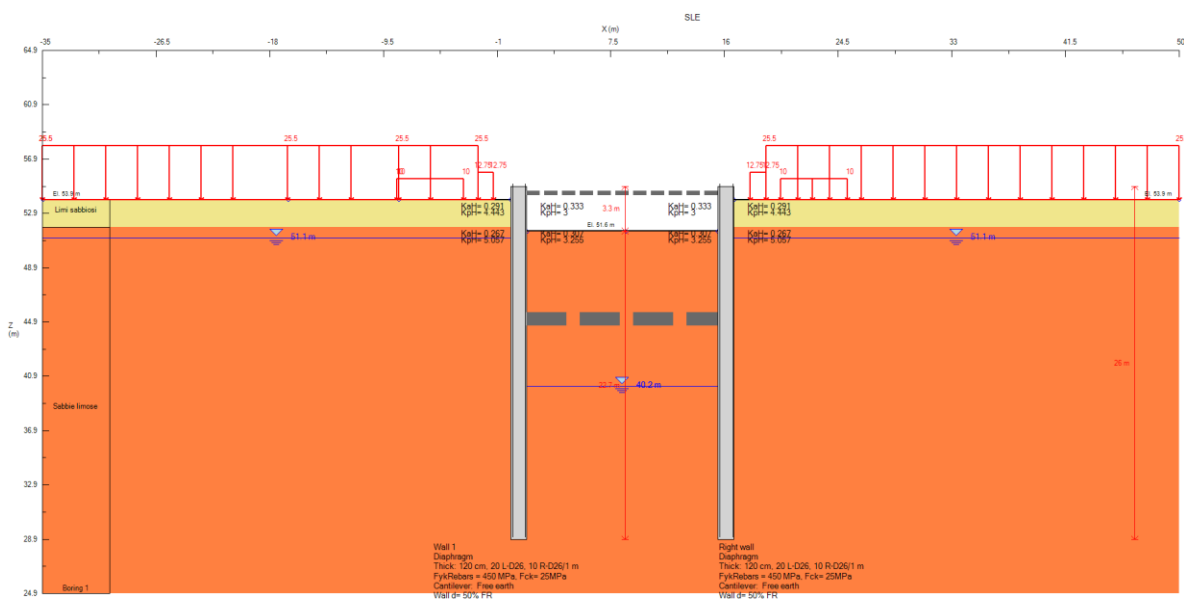 SLE
X (m)
-35 -26.5 -18 -9.5 -1 7.5 16 24.5 33 41.5 50
64.9
60.9
56.9
52.9
48.9
44.9
40.9
36.9
32.9
28.9
24.9
Z
(m)
25.5 25.5 25.5 25.5 25.5 25
12.75 12.75 12.75 12.75
10 10 10 10
El. 53.9 m El. 53.9 m
Limi sabbiosi
KaH= 0.291 KaH= 0.333 KaH= 0.333 KaH= 0.291
KpH= 4.443 KpH= 3 KpH= 3 KpH= 4.443
3.3 m
El. 51.6 m
KaH= 0.267 KaH= 0.307 KaH= 0.307 KaH= 0.267
KpH= 5.057 KpH= 3.255 KpH= 3.255 KpH= 5.057
51.1 m 51.1 m
26 m
22.7 m 40.2 m
Sabbie limose
Boring 1
Wall 1
Diaphragm
Thick: 120 cm, 20 L-D26, 10 R-D26/1 m
FykRebars = 450 MPa, Fck= 25MPa
Cantilever: Free earth
Wall d= 50% FR
Right wall
Diaphragm
Thick: 120 cm, 20 L-D26, 10 R-D26/1 m
FykRebars = 450 MPa, Fck= 25MPa
Cantilever: Free earth
Wall d= 50% FR